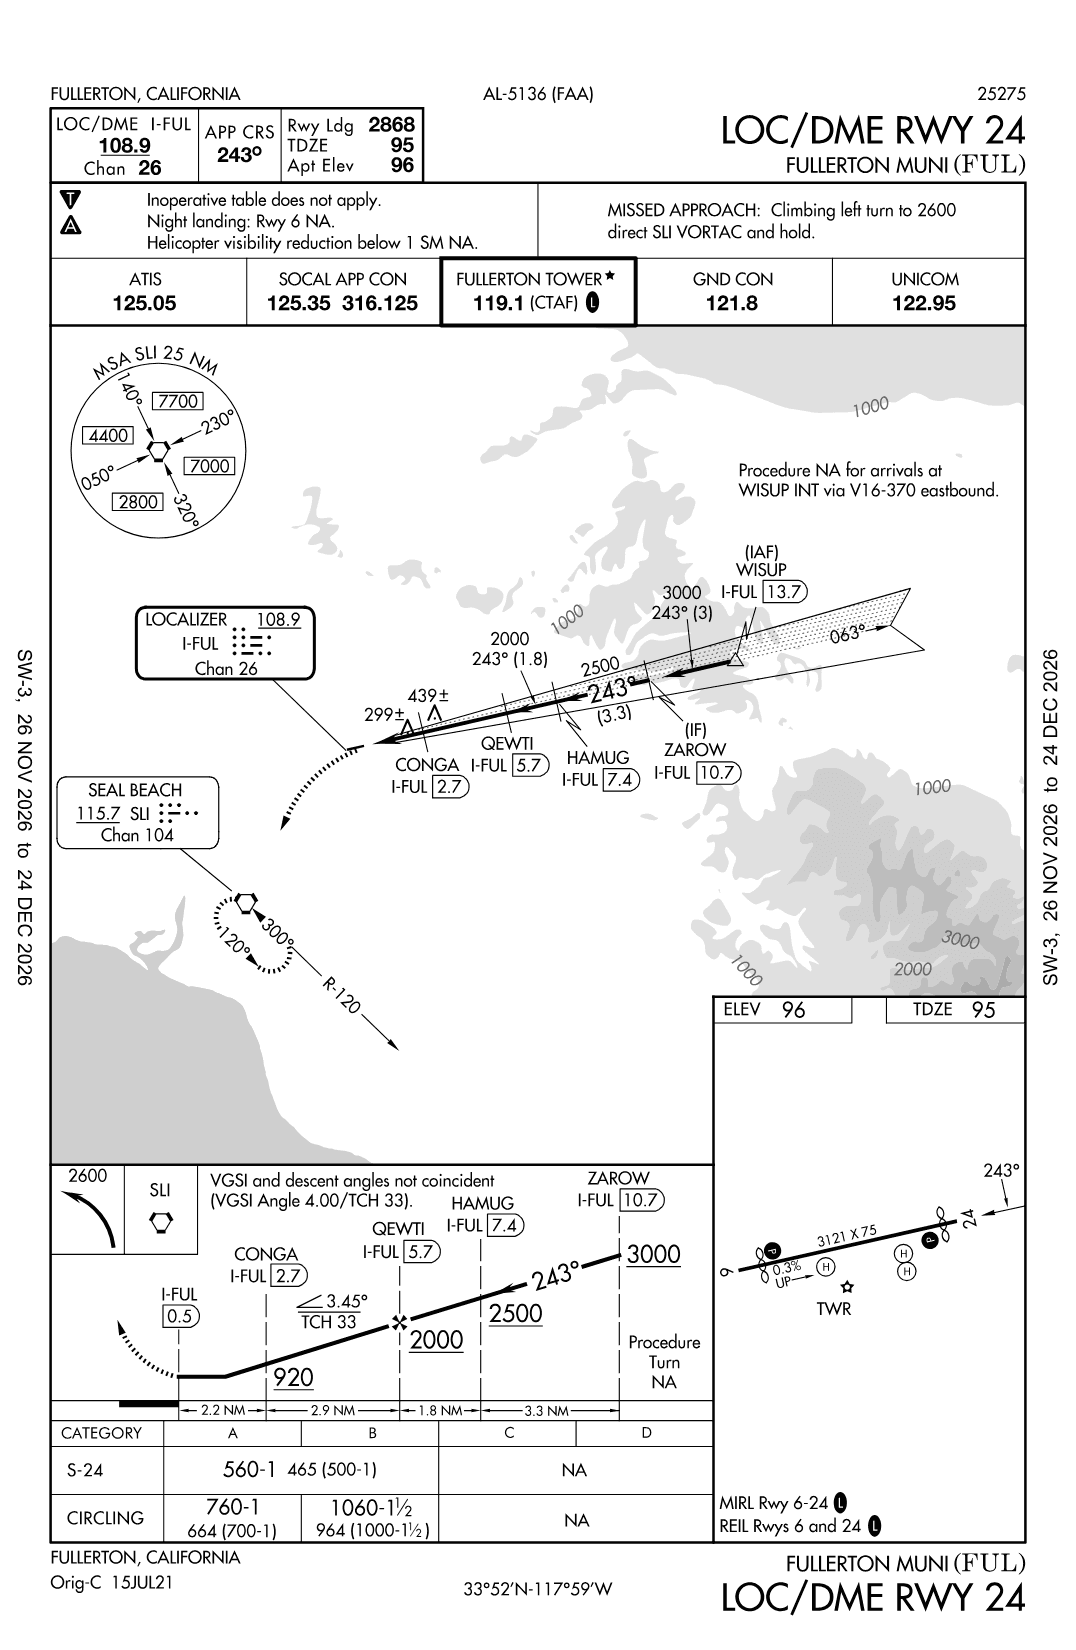 FULLERTON, CALIFORNIA
AL-5136 (FAA)
25275
LOC/DME I-FUL
108.9
Chan 26
APP CRS
243°
Rwy Ldg 2868
TDZE 95
Apt Elev 96
LOC/DME RWY 24
FULLERTON MUNI (FUL)
T
A
Inoperative table does not apply.
Night landing: Rwy 6 NA.
Helicopter visibility reduction below 1 SM NA.
MISSED APPROACH: Climbing left turn to 2600
direct SLI VORTAC and hold.
ATIS
125.05
SOCAL APP CON
125.35 316.125
FULLERTON TOWER
119.1 (CTAF) L
GND CON
121.8
UNICOM
122.95
MSA SLI 25 NM
140°
7700
230°
4400
7000
050°
2800
320°
1000
Procedure NA for arrivals at
WISUP INT via V16-370 eastbound.
(IAF)
WISUP
I-FUL 13.7
3000
243° (3)
1000
063°
LOCALIZER 108.9
I-FUL
Chan 26
2000
243° (1.8)
2500
243°
(3.3)
439±
299±
(IF)
ZAROW
I-FUL 10.7
QEWTI
I-FUL 5.7
HAMUG
I-FUL 7.4
CONGA
I-FUL 2.7
SEAL BEACH
115.7 SLI
Chan 104
1000
300°
120°
R-120
3000
2000
1000
SW-3, 26 NOV 2026 to 24 DEC 2026
SW-3, 26 NOV 2026 to 24 DEC 2026
ELEV 96
TDZE 95
243°
24
3121 X 75
P
P
6
0.3%
UP
H
H
H
TWR
MIRL Rwy 6-24 L
REIL Rwys 6 and 24 L
2600
SLI
VGSI and descent angles not coincident
(VGSI Angle 4.00/TCH 33).
ZAROW
I-FUL 10.7
HAMUG
I-FUL 7.4
QEWTI
I-FUL 5.7
CONGA
I-FUL 2.7
I-FUL
0.5
3.45°
TCH 33
243°
3000
2500
2000
920
Procedure
Turn
NA
2.2 NM
2.9 NM
1.8 NM
3.3 NM
CATEGORY A B C D
S-24 560-1 465 (500-1) NA
CIRCLING
760-1
664 (700-1)
1060-1½
964 (1000-1½)
NA
FULLERTON, CALIFORNIA
Orig-C 15JUL21
33°52'N-117°59'W
FULLERTON MUNI (FUL)
LOC/DME RWY 24